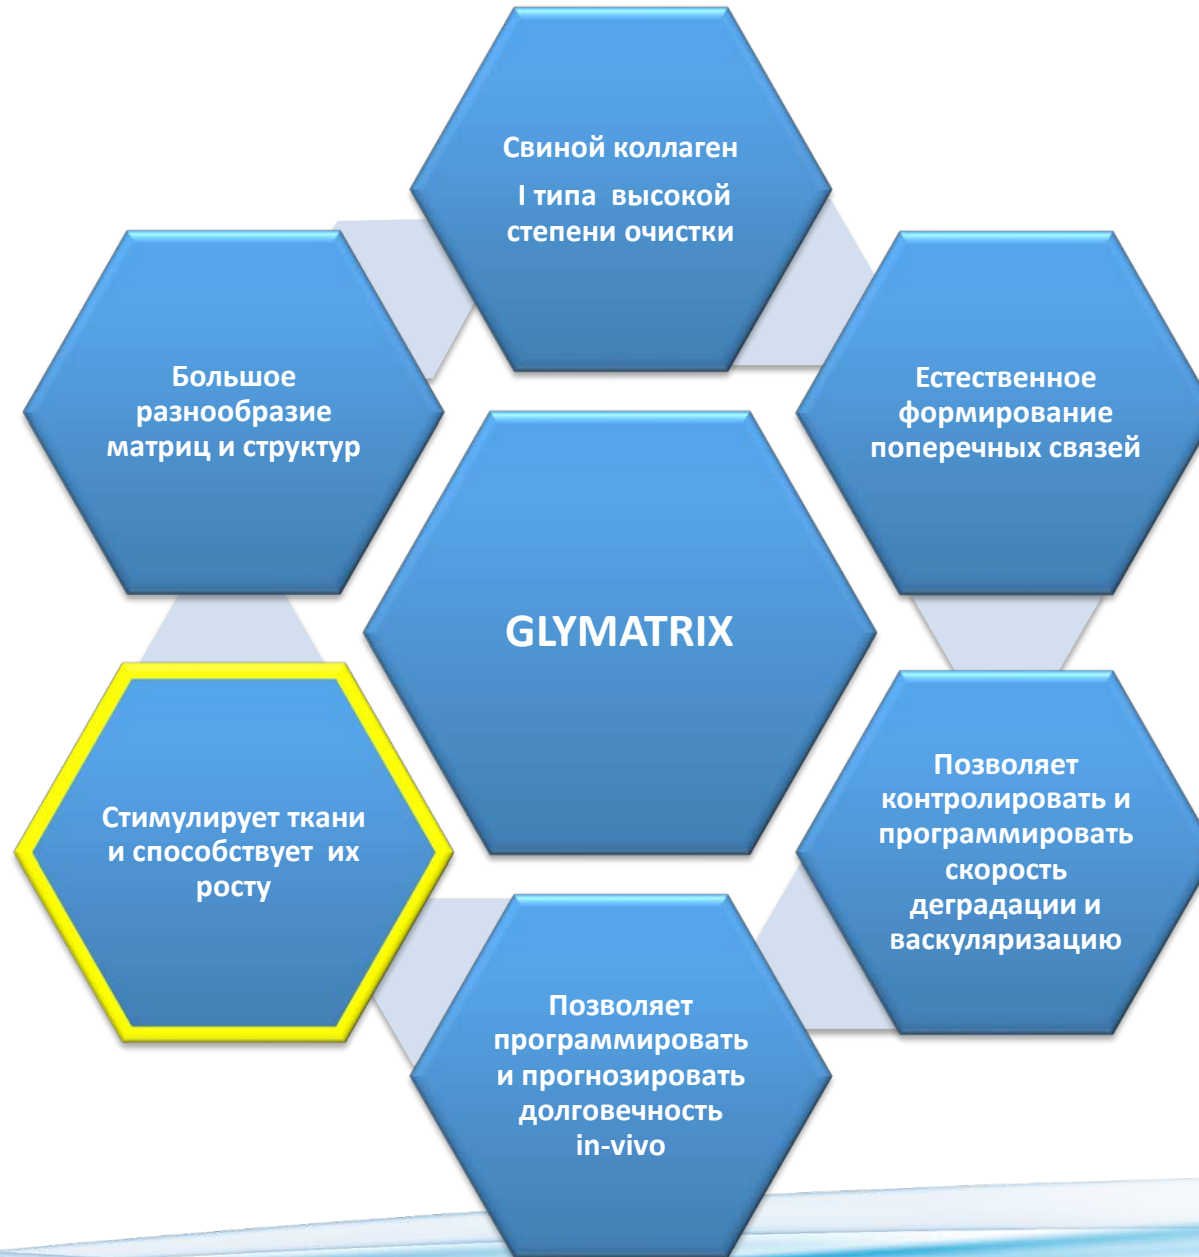 Свиной коллаген
I типа высокой
степени очистки
Большое
разнообразие
матриц и структур
Естественное
формирование
поперечных связей
GLYMATRIX
Стимулирует ткани
и способствует их
росту
Позволяет
контролировать и
программировать
скорость
деградации и
васкуляризацию
Позволяет
программировать
и прогнозировать
долговечность
in-vivo